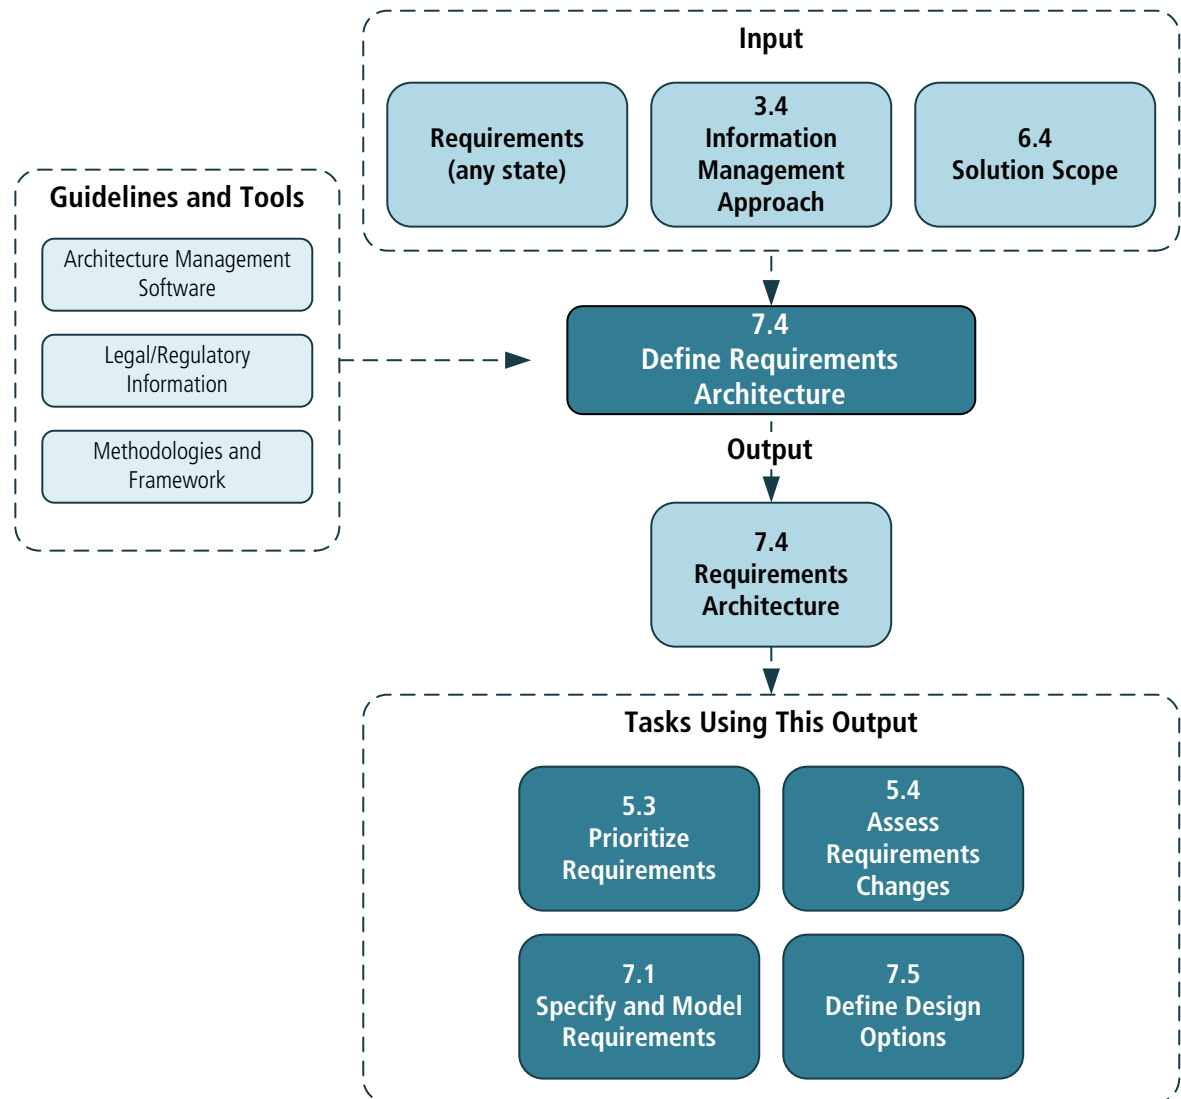 Input
Requirements
(any state)
3.4
Information
Management
Approach
6.4
Solution Scope
Guidelines and Tools
Architecture Management
Software
Legal/Regulatory
Information
Methodologies and
Framework
7.4
Define Requirements
Architecture
Output
7.4
Requirements
Architecture
Tasks Using This Output
5.3
Prioritize
Requirements
5.4
Assess
Requirements
Changes
7.1
Specify and Model
Requirements
7.5
Define Design
Options